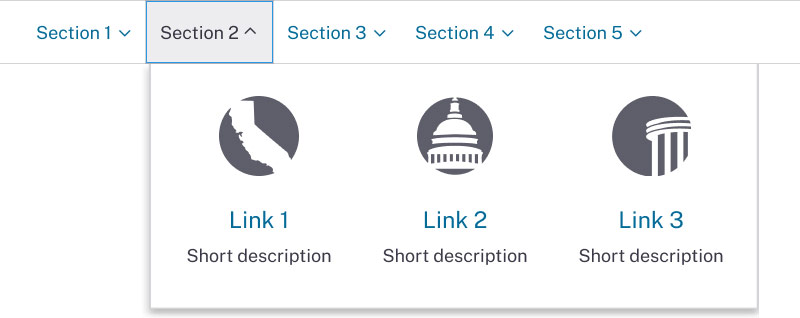 Section 1 Section 2 Section 3 Section 4 Section 5
Link 1 Link 2 Link 3
Short description Short description Short description